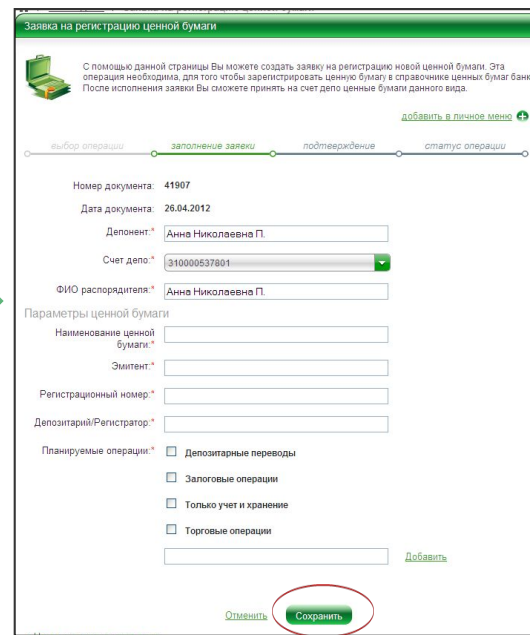 Заявка на регистрацию ценной бумаги
С помощью данной страницы Вы можете создать заявку на регистрацию новой ценной бумаги. Эта
операция необходима, для того чтобы зарегистрировать ценную бумагу в справочнике ценных бумаг банк
После исполнения заявки Вы сможете принять на счет депо ценные бумаги данного вида.
добавить в личное меню
выбор операции заполнение заявки подтверждение статус операции
Номер документа: 41907
Дата документа: 26.04.2012
Депонент:* Анна Николаевна П.
Счет депо:* 310000537801
ФИО распорядителя:* Анна Николаевна П.
Параметры ценной бумаги
Наименование ценной
бумаги:*
Эмитент:*
Регистрационный номер:*
Депозитарий/Регистратор:*
Планируемые операции:* Депозитарные переводы
Залоговые операции
Только учет и хранение
Торговые операции
Добавить
Отменить Сохранить